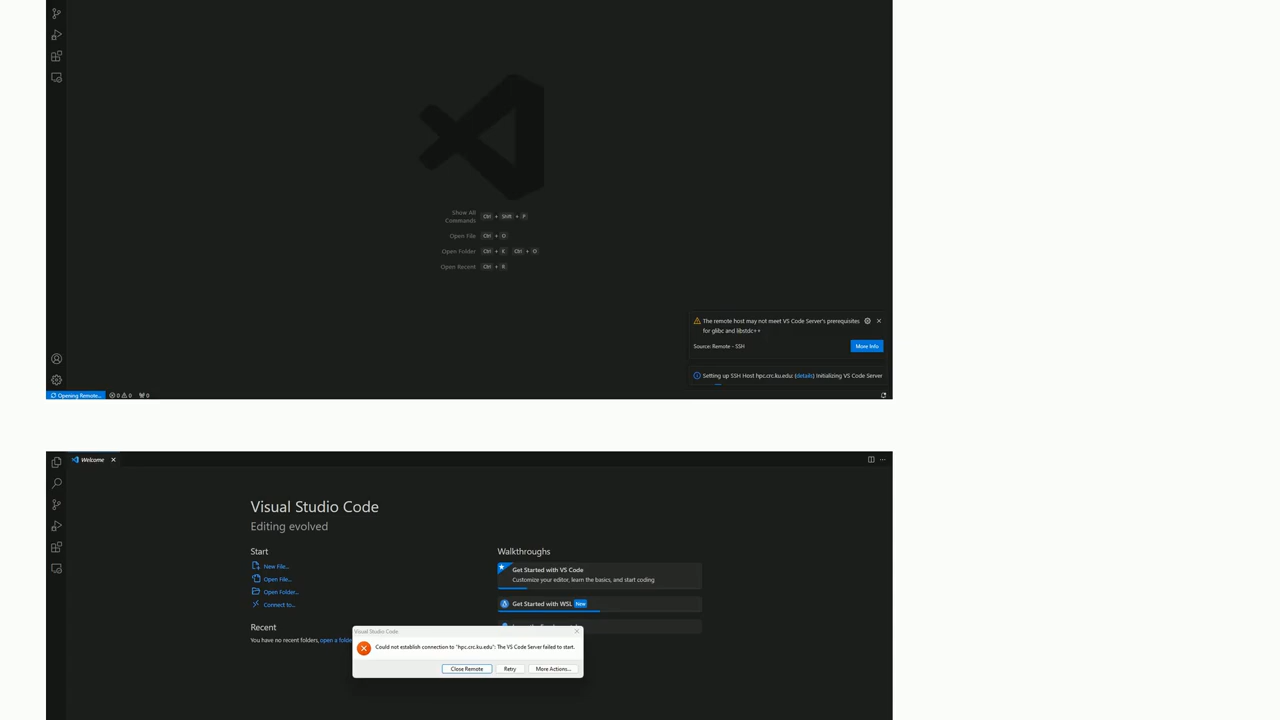 Show All
Commands
Ctrl + Shift + P
Open File Ctrl + O
Open Folder Ctrl + K Ctrl + O
Open Recent Ctrl + R
The remote host may not meet VS Code Server's prerequisites
for glibc and libstdc++
Source: Remote - SSH
More Info
Setting up SSH Host hpc.crc.ku.edu: (details) Initializing VS Code Server
Opening Remote... 0 0 0
Welcome
Visual Studio Code
Editing evolved
Start
New File...
Open File...
Open Folder...
Connect to...
Recent
You have no recent folders, open a folde
Walkthroughs
Get Started with VS Code
Customize your editor, learn the basics, and start coding
Get Started with WSL New
Visual Studio Code
Could not establish connection to "hpc.crc.ku.edu": The VS Code Server failed to start.
Close Remote
Retry
More Actions...